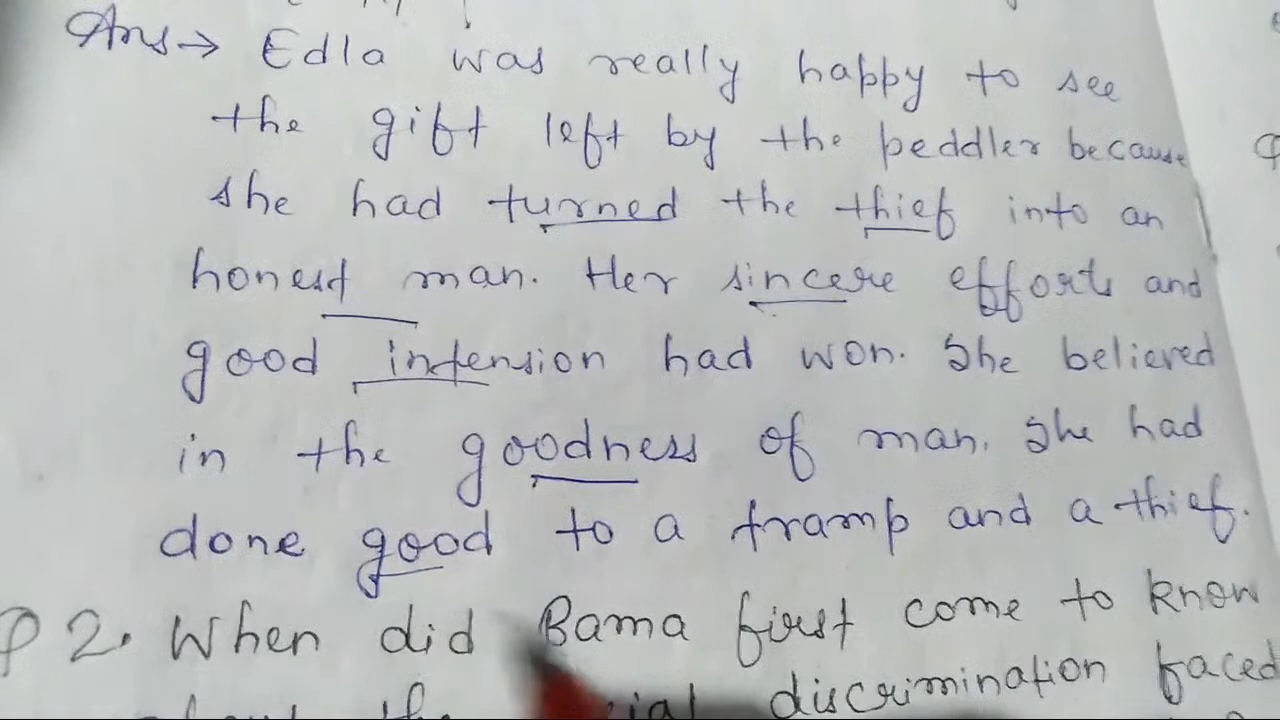 Ans → Edla was really happy to see
the gift left by the peddler because
she had turned the thief into an
honest man. Her sincere efforts and
good intension had won. She believed
in the goodness of man. She had
done good to a tramp and a thief.
2. When did Bama first come to know
discrimination faced